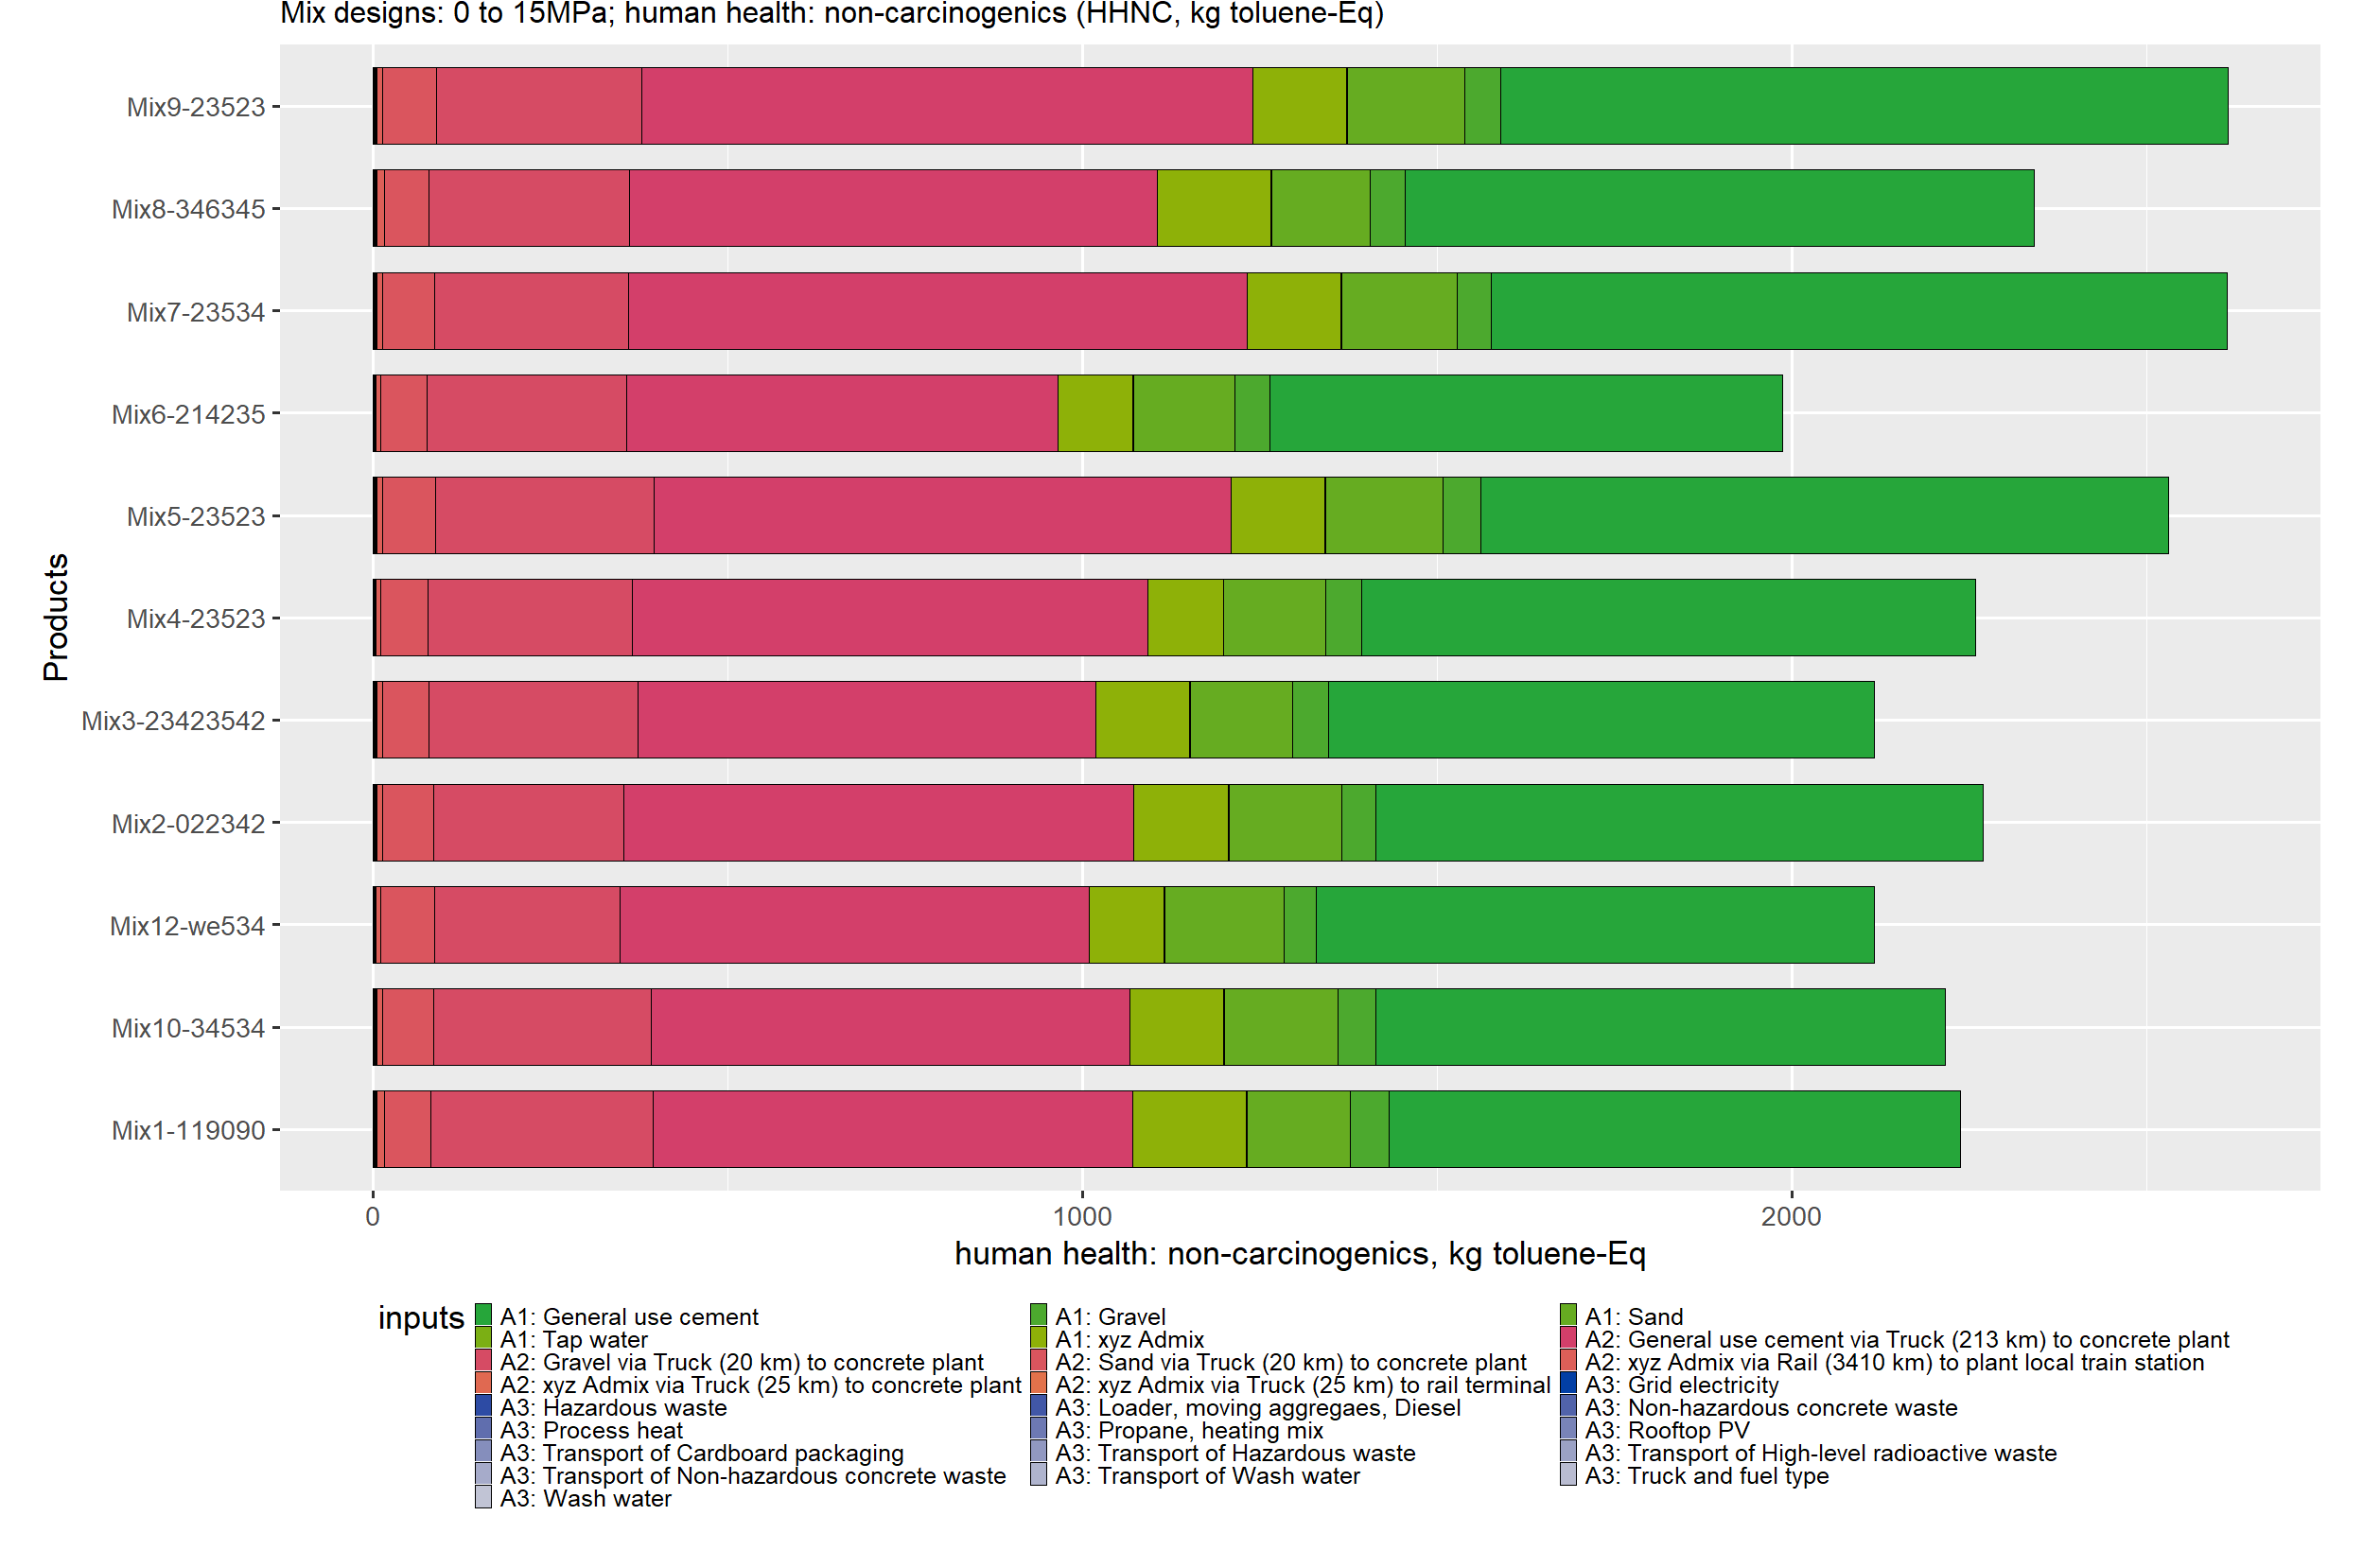 Mix designs: 0 to 15MPa; human health: non-carcinogenics (HHNC, kg toluene-Eq)
Mix9-23523
Mix8-346345
Mix7-23534
Mix6-214235
Mix5-23523
Mix4-23523
Mix3-23423542
Mix2-022342
Mix12-we534
Mix10-34534
Mix1-119090
Products
0 1000 2000
human health: non-carcinogenics, kg toluene-Eq
inputs
A1: General use cement A1: Gravel A1: Sand
A1: Tap water A1: xyz Admix A2: General use cement via Truck (213 km) to concrete plant
A2: Gravel via Truck (20 km) to concrete plant A2: Sand via Truck (20 km) to concrete plant A2: xyz Admix via Rail (3410 km) to plant local train station
A2: xyz Admix via Truck (25 km) to concrete plant A2: xyz Admix via Truck (25 km) to rail terminal A3: Grid electricity
A3: Hazardous waste A3: Loader, moving aggregaes, Diesel A3: Non-hazardous concrete waste
A3: Process heat A3: Propane, heating mix A3: Rooftop PV
A3: Transport of Cardboard packaging A3: Transport of Hazardous waste A3: Transport of High-level radioactive waste
A3: Transport of Non-hazardous concrete waste A3: Transport of Wash water A3: Truck and fuel type
A3: Wash water